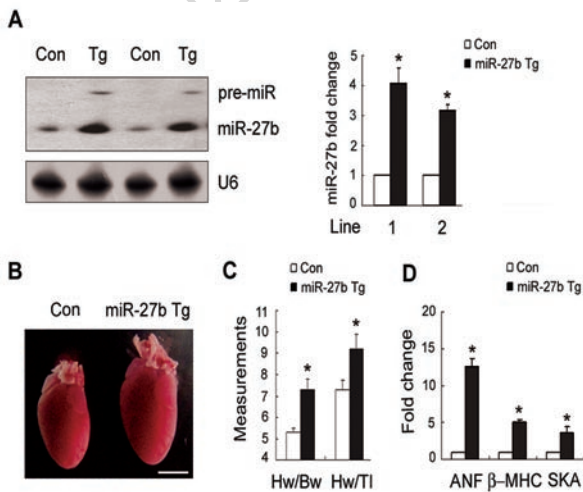 A
Con Tg Con Tg
pre-miR
miR-27b
U6
Con
miR-27b Tg
miR-27b fold change
5
4
3
2
1
0
*
*
Line 1 2
B
Con miR-27b Tg
C
Con
miR-27b Tg
Measurements
11
10
9
8
7
6
5
4
*
*
Hw/Bw Hw/Tl
D
Con
miR-27b Tg
Fold change
20
15
10
5
0
*
*
*
ANF β-MHC SKA